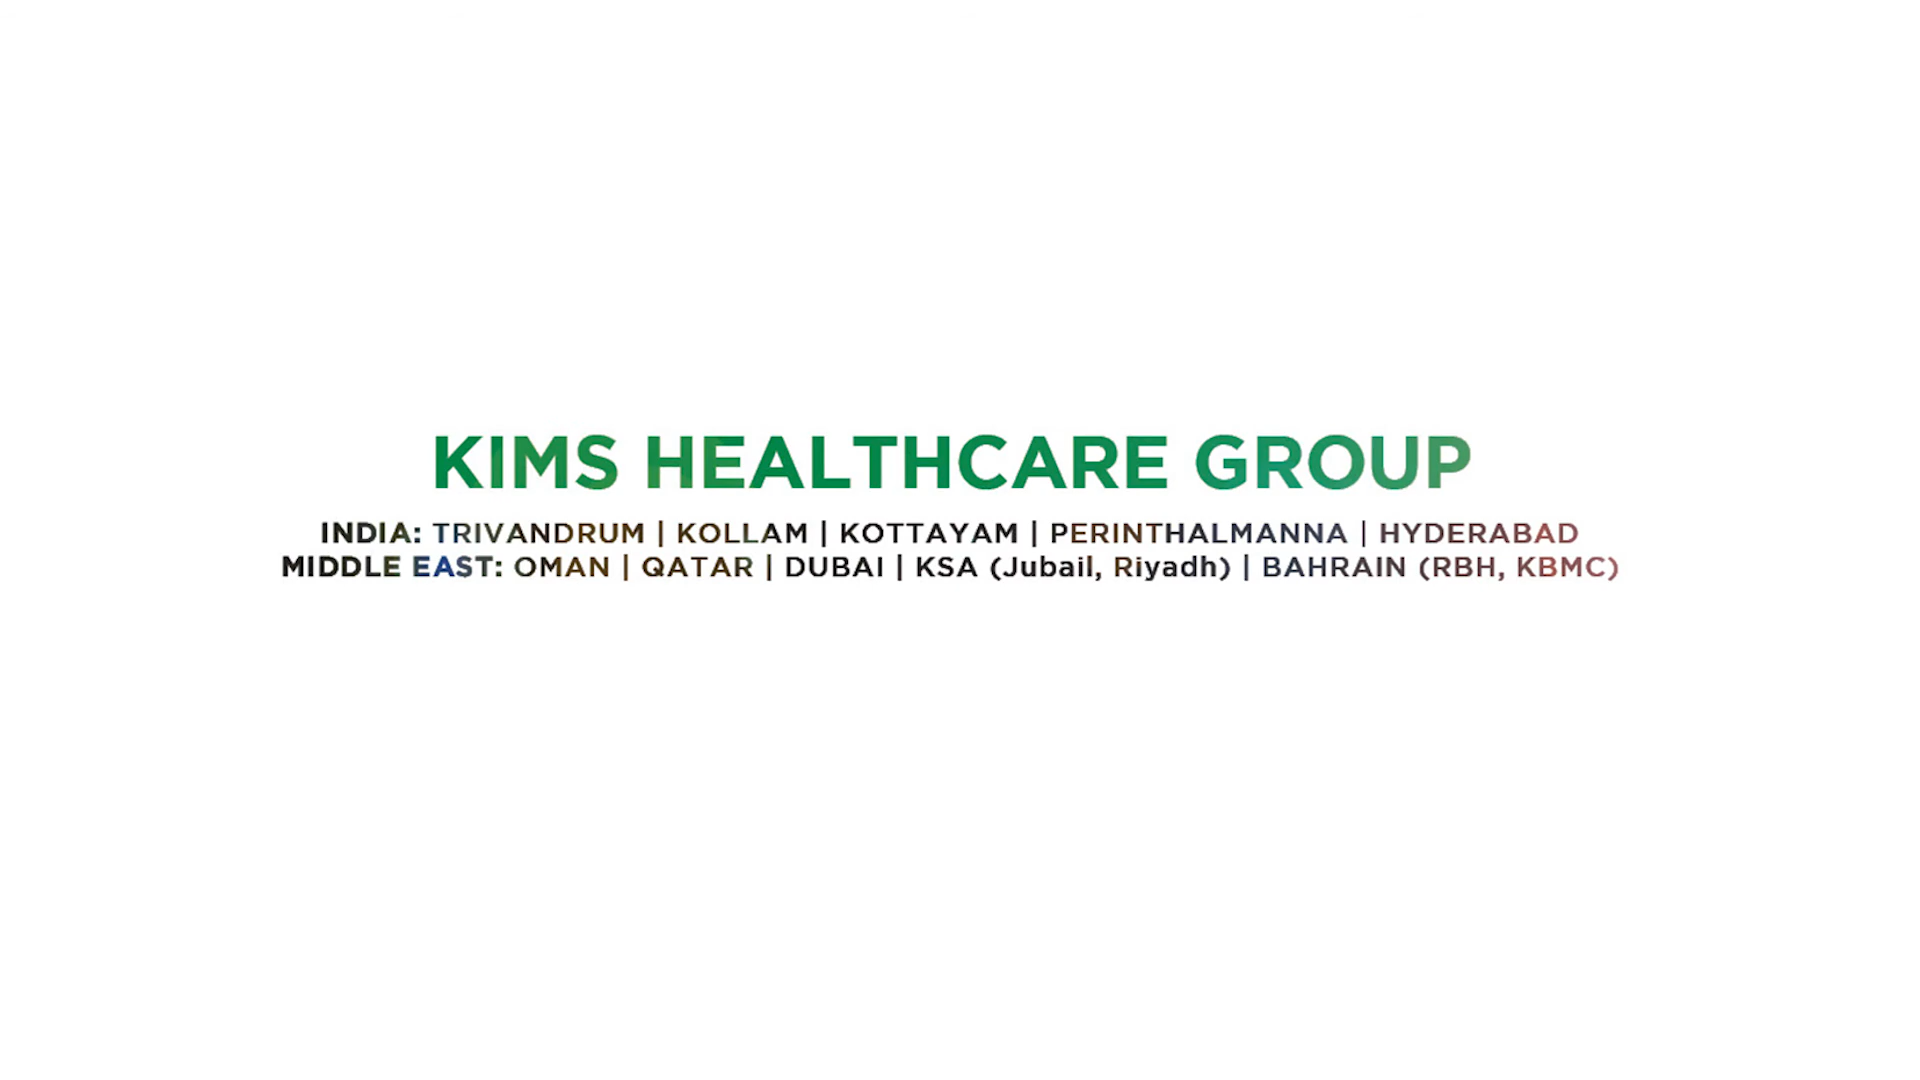 KIMS HEALTHCARE GROUP
INDIA: TRIVANDRUM | KOLLAM | KOTTAYAM | PERINTHALMANNA | HYDERABAD
MIDDLE EAST: OMAN | QATAR | DUBAI | KSA (Jubail, Riyadh) | BAHRAIN (RBH, KBMC)